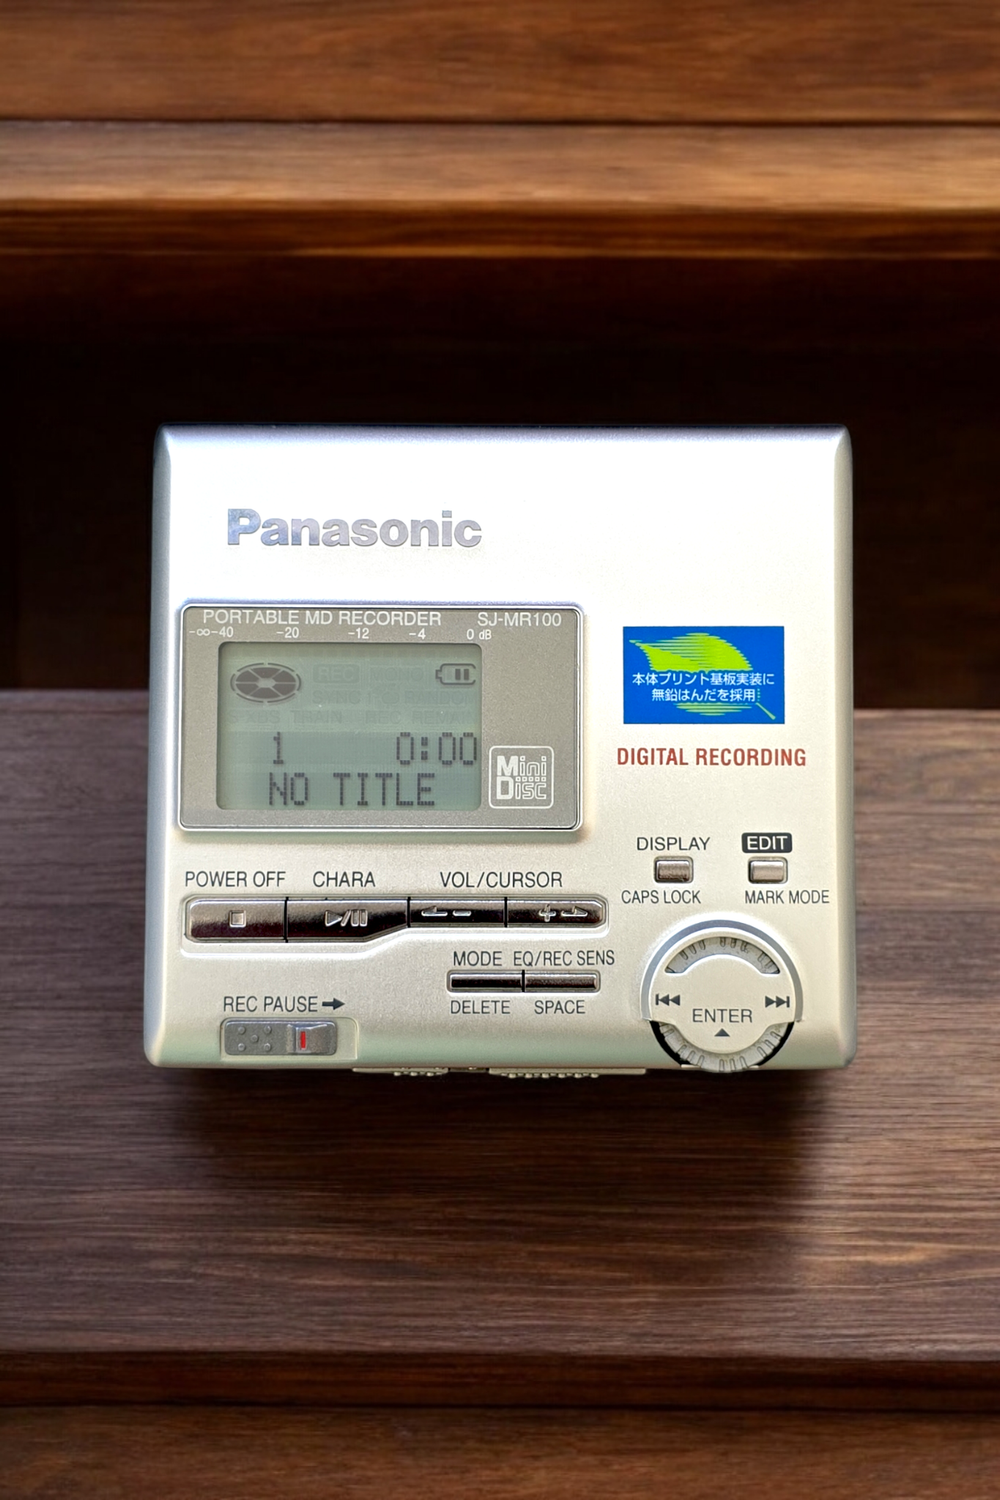 Panasonic
PORTABLE MD RECORDER SJ-MR100
-∞-40 -20 -12 -4 0 dB
REC
1 0:00
NO TITLE
Mini
Disc
本体プリント基板実装に
無鉛はんだを採用
DIGITAL RECORDING
DISPLAY EDIT
CAPS LOCK MARK MODE
POWER OFF CHARA VOL/CURSOR
MODE EQ/REC SENS
DELETE SPACE
REC PAUSE
ENTER